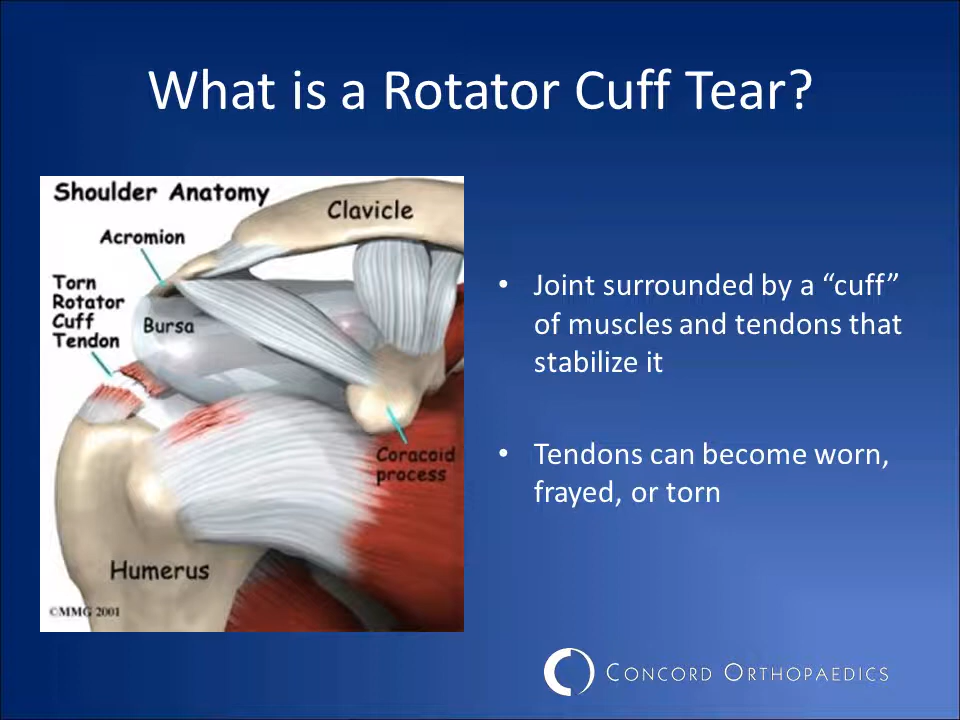 What is a Rotator Cuff Tear?
Shoulder Anatomy
Clavicle
Acromion
Torn
Rotator
Cuff
Tendon
Bursa
Coracoid
process
Humerus
©MMG 2001
• Joint surrounded by a “cuff”
of muscles and tendons that
stabilize it
• Tendons can become worn,
frayed, or torn
CONCORD ORTHOPAEDICS